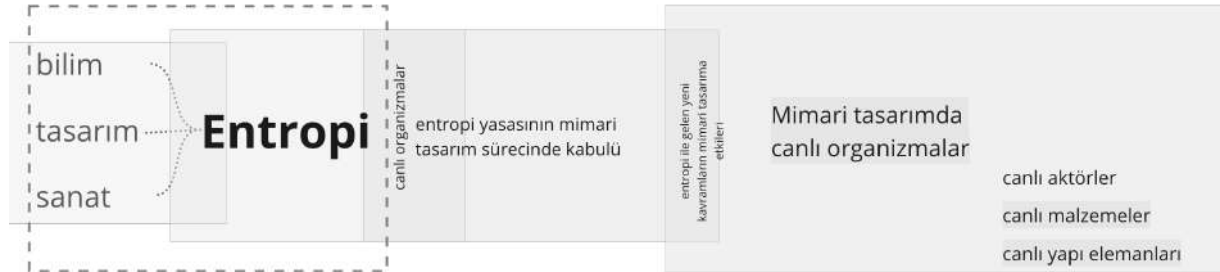 bilim
tasarım
sanat
Entropi
canlı organizmalar
entropi yasasının mimari
tasarım sürecinde kabulü
entropi ile gelen yeni
kavramların mimari tasarıma
etkileri
Mimari tasarımda
canlı organizmalar
canlı aktörler
canlı malzemeler
canlı yapı elemanları